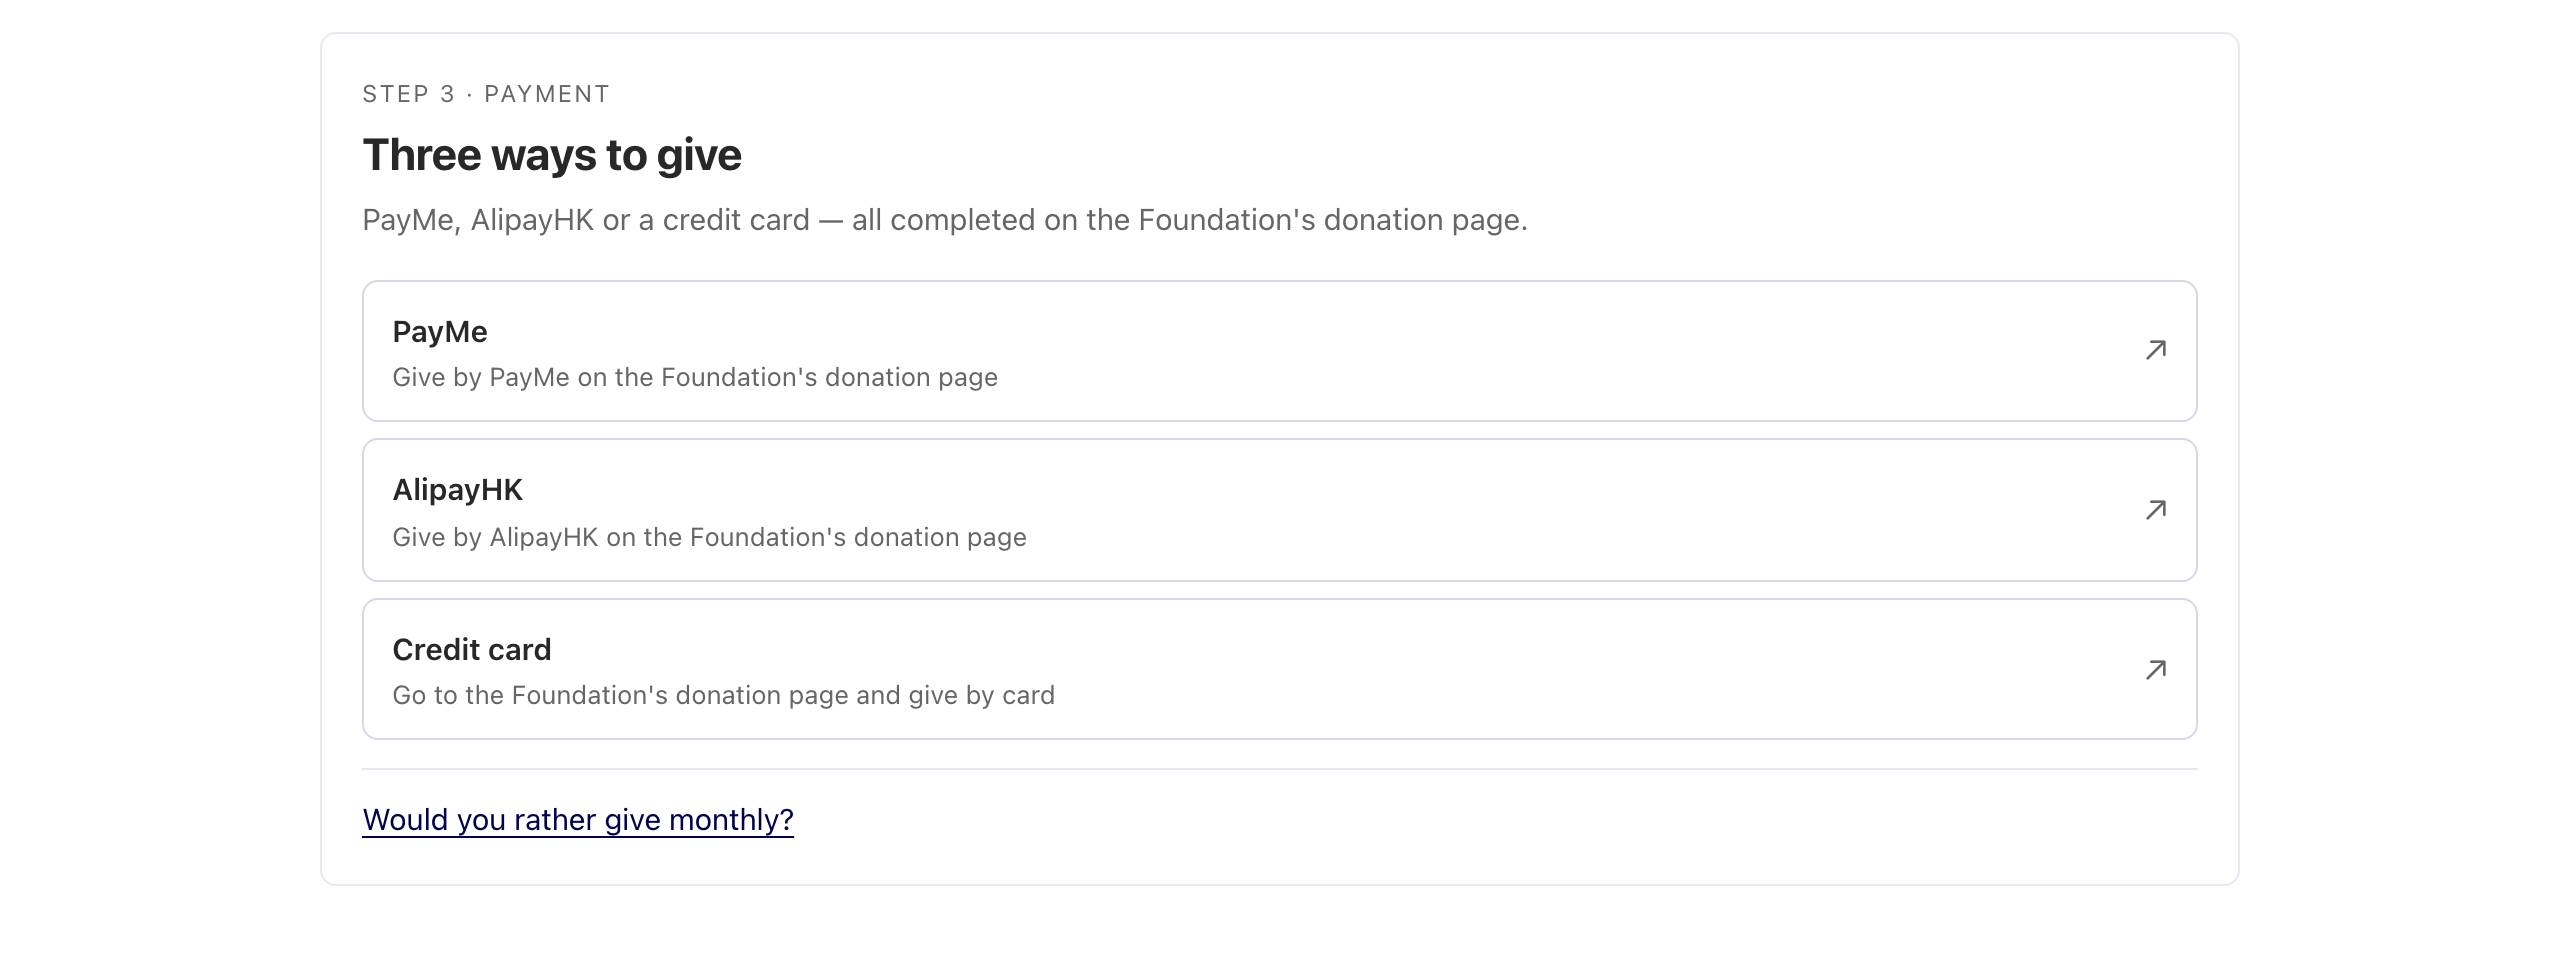 STEP 3 · PAYMENT
Three ways to give
PayMe, AlipayHK or a credit card — all completed on the Foundation's donation page.
PayMe
Give by PayMe on the Foundation's donation page
AlipayHK
Give by AlipayHK on the Foundation's donation page
Credit card
Go to the Foundation's donation page and give by card
Would you rather give monthly?